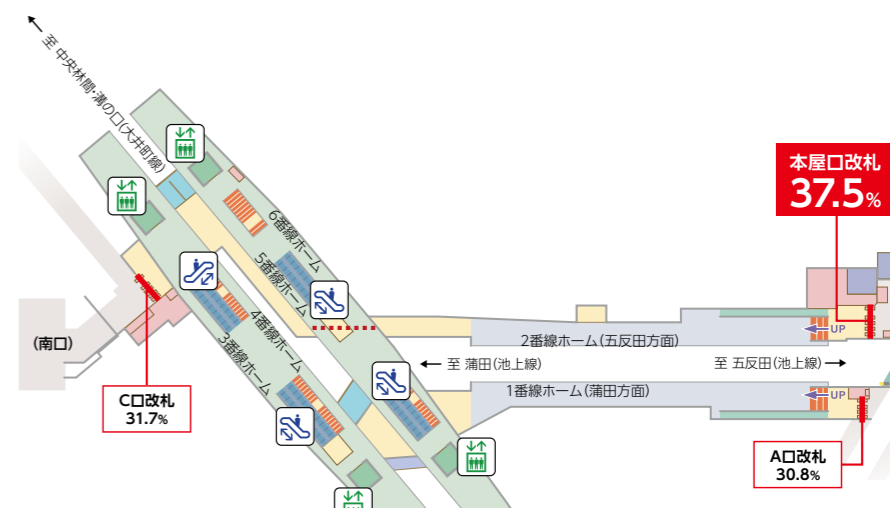 至 中央林間・溝の口(大井町線)
本屋口改札
37.5%
6番線ホーム
5番線ホーム
4番線ホーム
3番線ホーム
(南口)
C口改札
31.7%
2番線ホーム(五反田方面)
UP
至 蒲田(池上線)
至 五反田(池上線)
1番線ホーム(蒲田方面)
UP
A口改札
30.8%